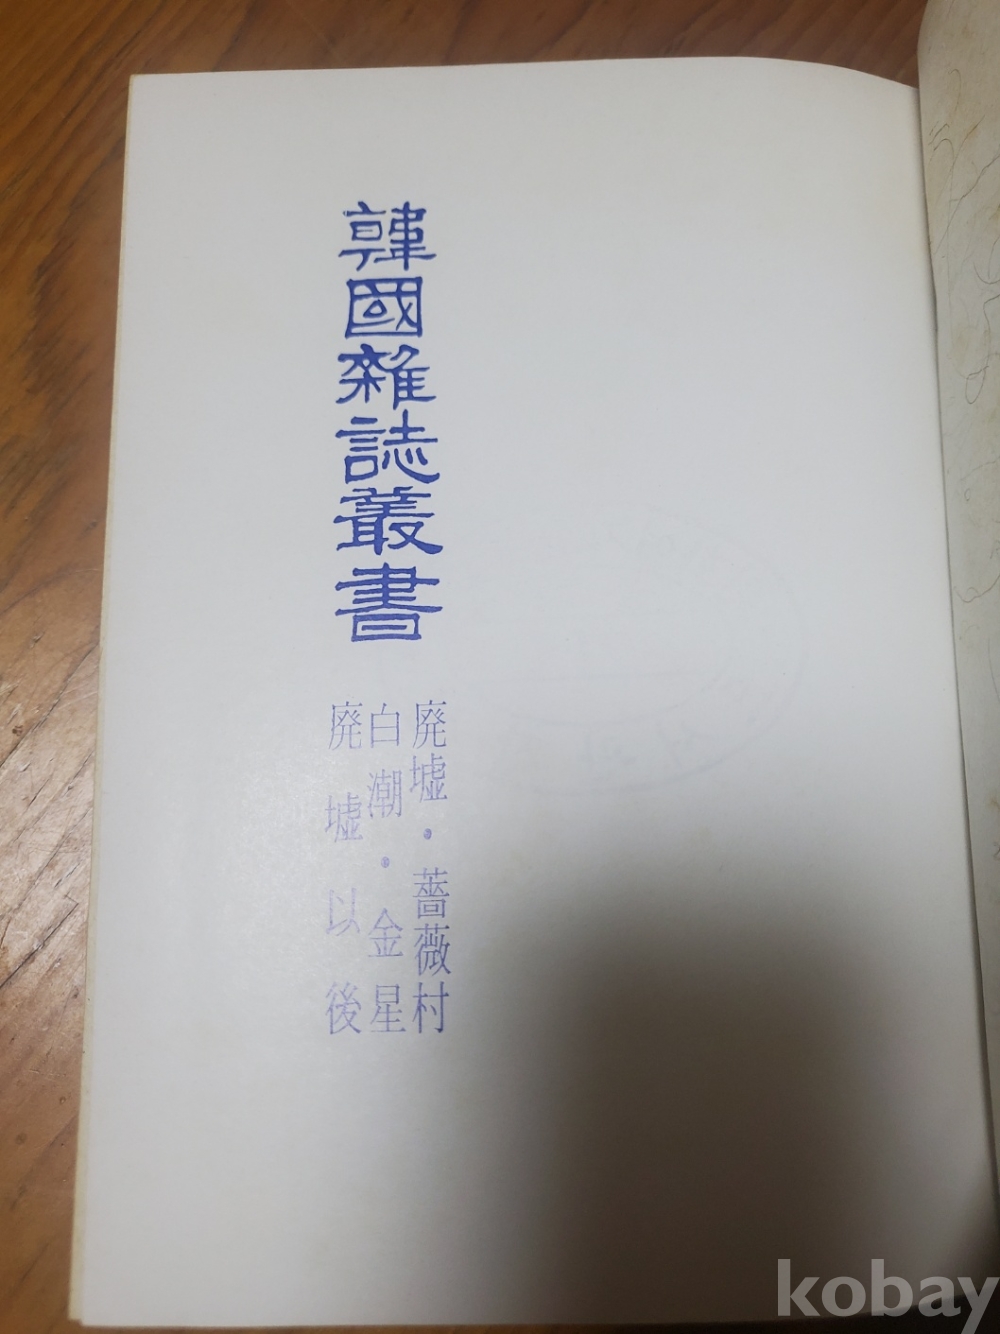 韓國雜誌叢書
廃墟·薔薇村
白潮·金星
廃墟以後
kobay